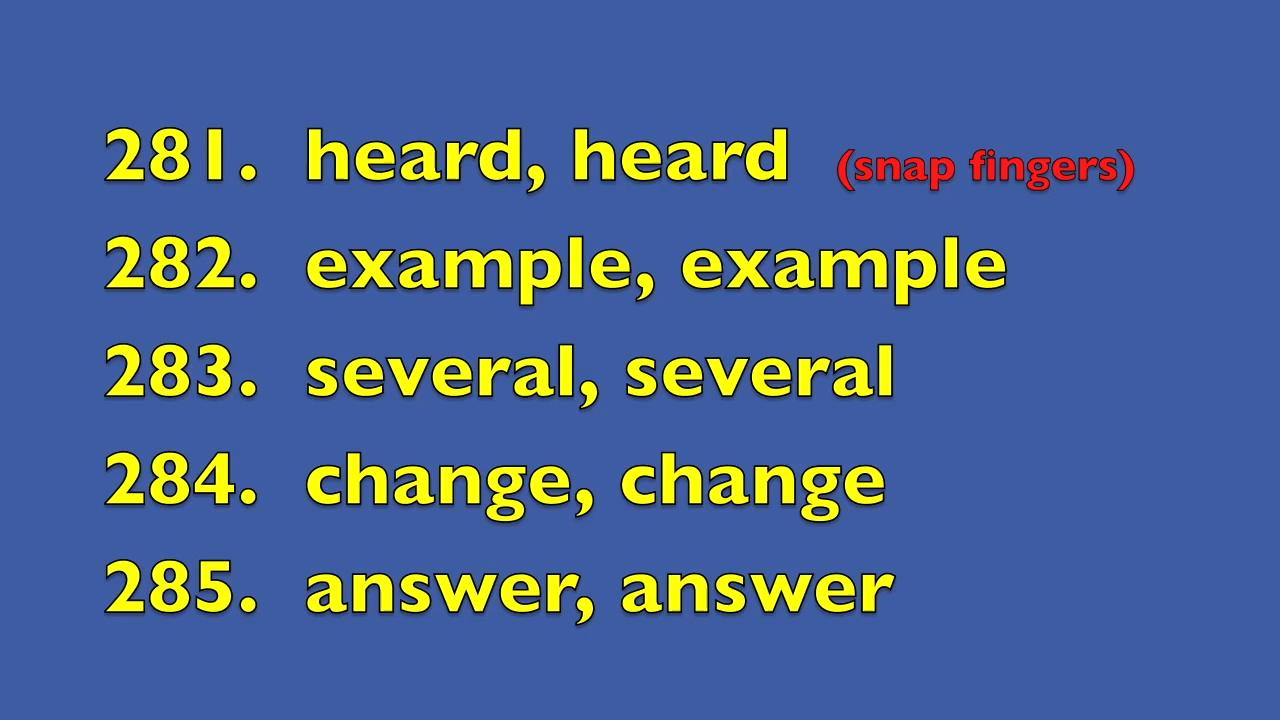 281. heard, heard (snap fingers)
282. example, example
283. several, several
284. change, change
285. answer, answer